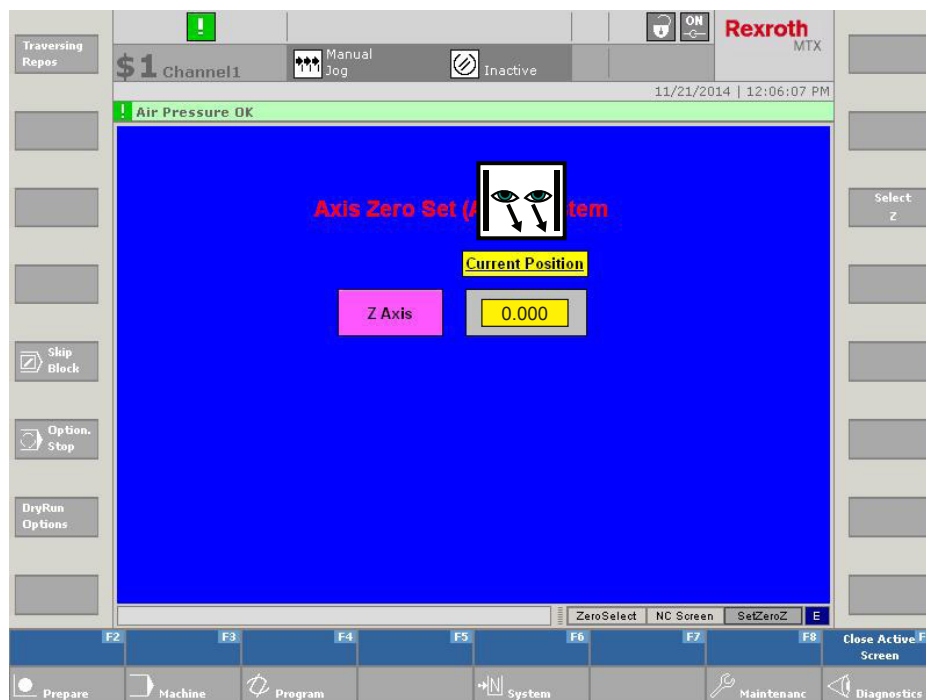 Traversing
Repos
$1 Channel1
Manual
Jog
Inactive
ON
Rexroth
MTX
11/21/2014 | 12:06:07 PM
! Air Pressure OK
Axis Zero Set (
tem
Select
Z
Current Position
Z Axis
0.000
Skip
Block
Option.
Stop
DryRun
Options
ZeroSelect
NC Screen
SetZeroZ
E
F2
F3
F4
F5
F6
F7
F8
F
Close Active
Screen
Prepare
Machine
Program
N
System
Maintenanc
Diagnostics